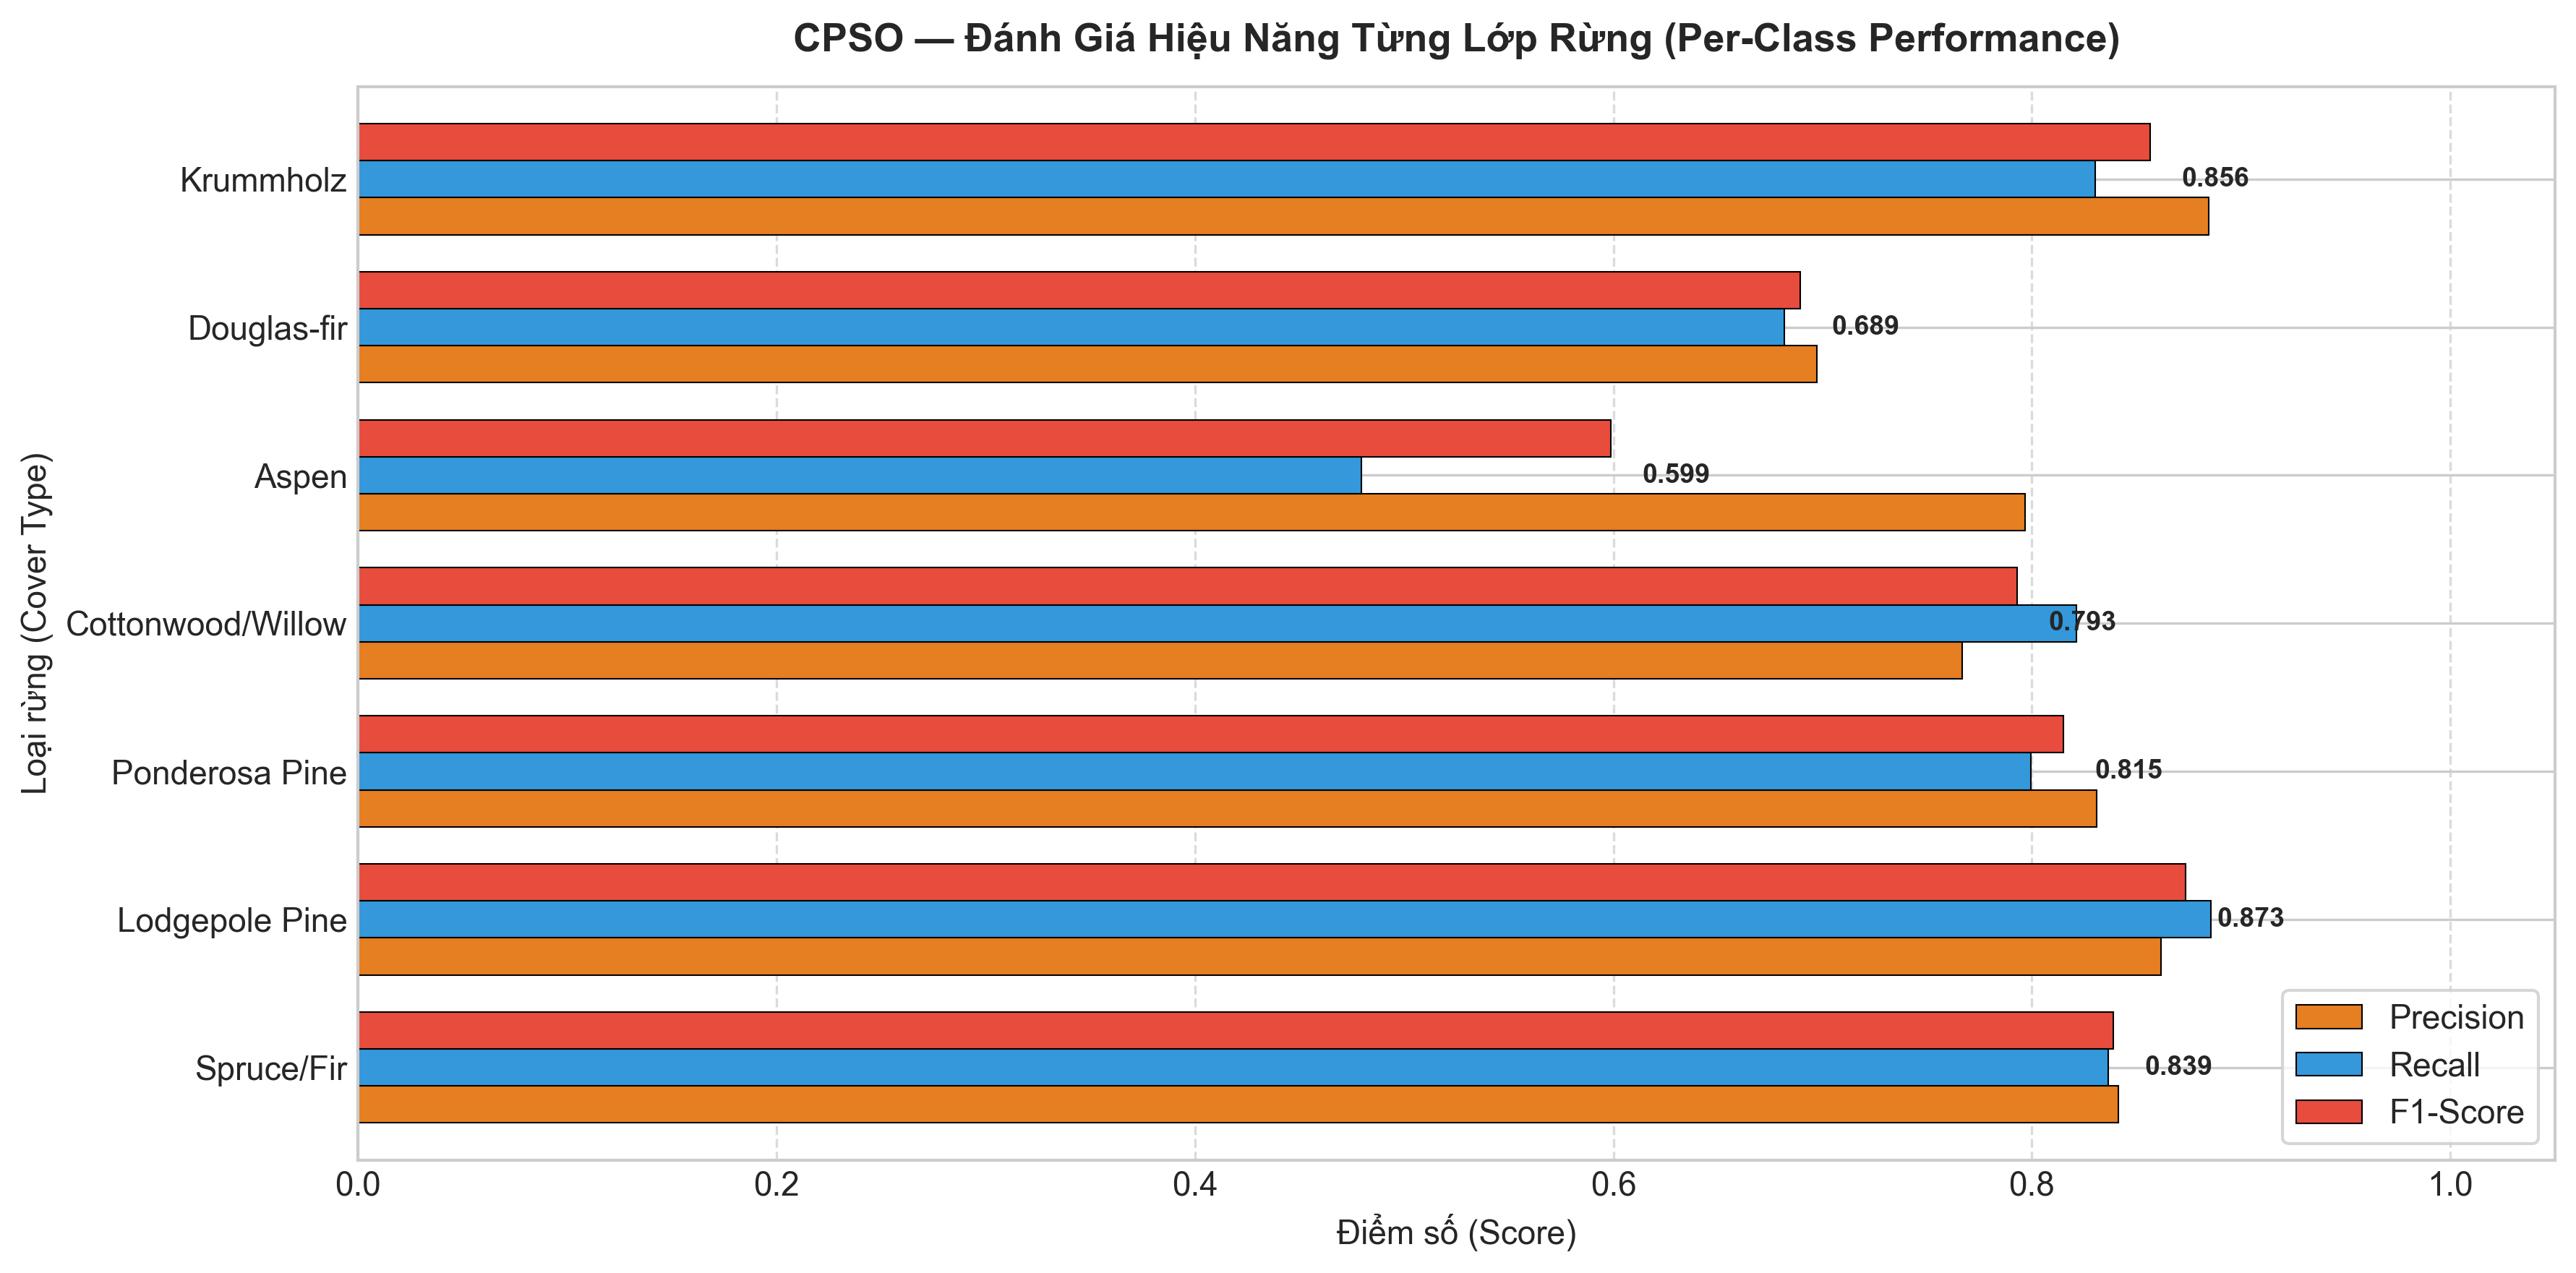 CPSO — Đánh Giá Hiệu Năng Từng Lớp Rừng (Per-Class Performance)
Loại rừng (Cover Type)
Krummholz
0.856
Douglas-fir
0.689
Aspen
0.599
Cottonwood/Willow
0.793
Ponderosa Pine
0.815
Lodgepole Pine
0.873
Spruce/Fir
0.839
Precision
Recall
F1-Score
0.0 0.2 0.4 0.6 0.8 1.0
Điểm số (Score)